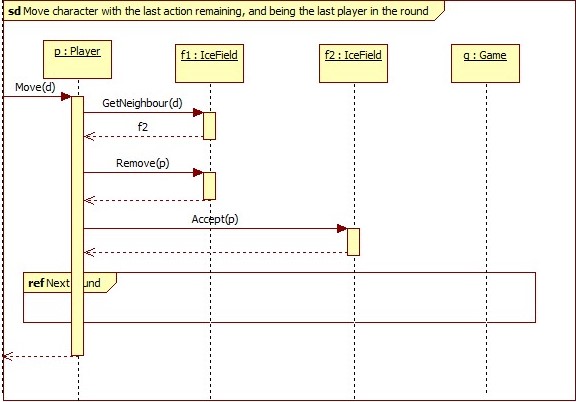 sd Move character with the last action remaining, and being the last player in the round
p : Player
f1 : IceField
f2 : IceField
g : Game
Move(d)
GetNeighbour(d)
f2
Remove(p)
Accept(p)
ref Next